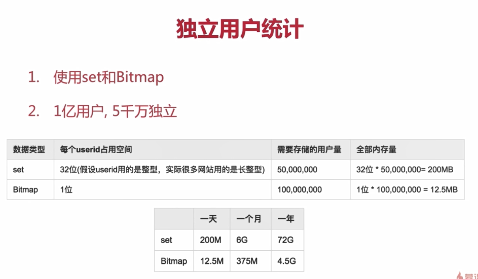 独立用户统计
1. 使用set和Bitmap
2. 1亿用户, 5千万独立
数据类型 每个userid占用空间 需要存储的用户量 全部内存量
set 32位(假设userid用的是整型，实际很多网站用的是长整型) 50,000,000 32位 * 50,000,000= 200MB
Bitmap 1位 100,000,000 1位 * 100,000,000 = 12.5MB
一天 一个月 一年
set 200M 6G 72G
Bitmap 12.5M 375M 4.5G